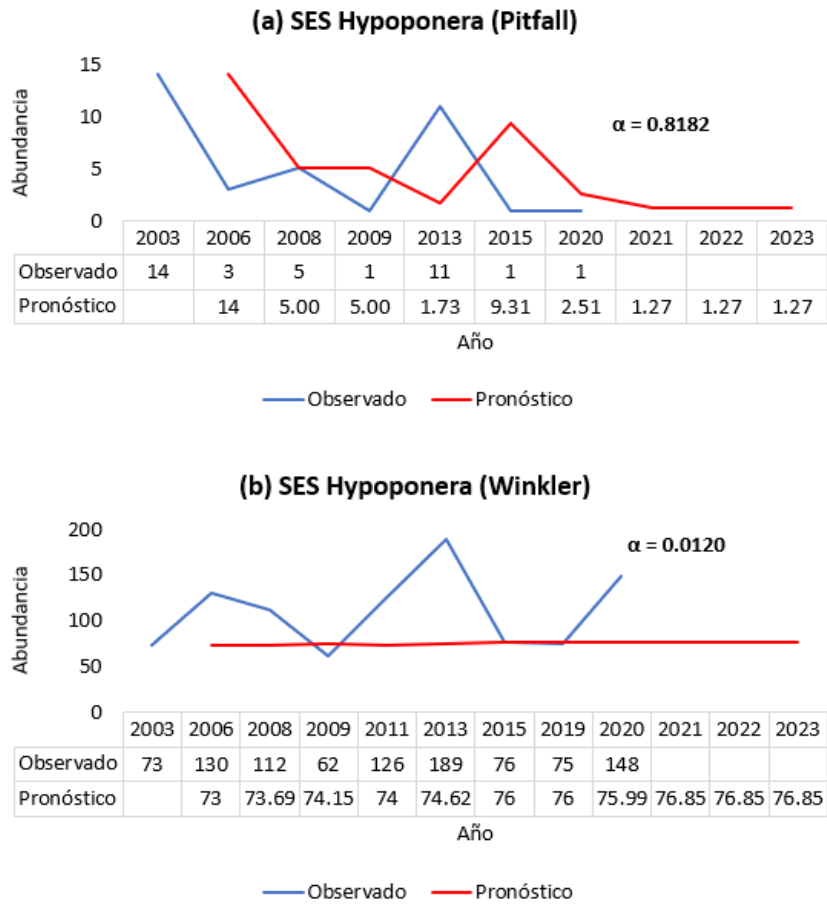 (a) SES Hypoponera (Pitfall)
Abundancia
15
10
5
0
α = 0.8182
2003 2006 2008 2009 2013 2015 2020 2021 2022 2023
Observado 14 3 5 1 11 1 1
Pronóstico 14 5.00 5.00 1.73 9.31 2.51 1.27 1.27 1.27
Año
Observado Pronóstico
(b) SES Hypoponera (Winkler)
Abundancia
200
150
100
50
0
α = 0.0120
2003 2006 2008 2009 2011 2013 2015 2019 2020 2021 2022 2023
Observado 73 130 112 62 126 189 76 75 148
Pronóstico 73 73.69 74.15 74 74.62 76 76 75.99 76.85 76.85 76.85
Año
Observado Pronóstico